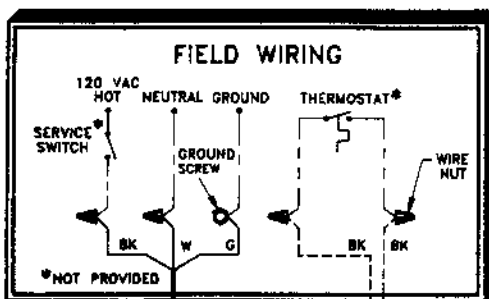 FIELD WIRING
120 VAC
HOT
NEUTRAL GROUND
THERMOSTAT*
SERVICE*
SWITCH
GROUND
SCREW
WIRE
NUT
BK W G BK BK
*NOT PROVIDED